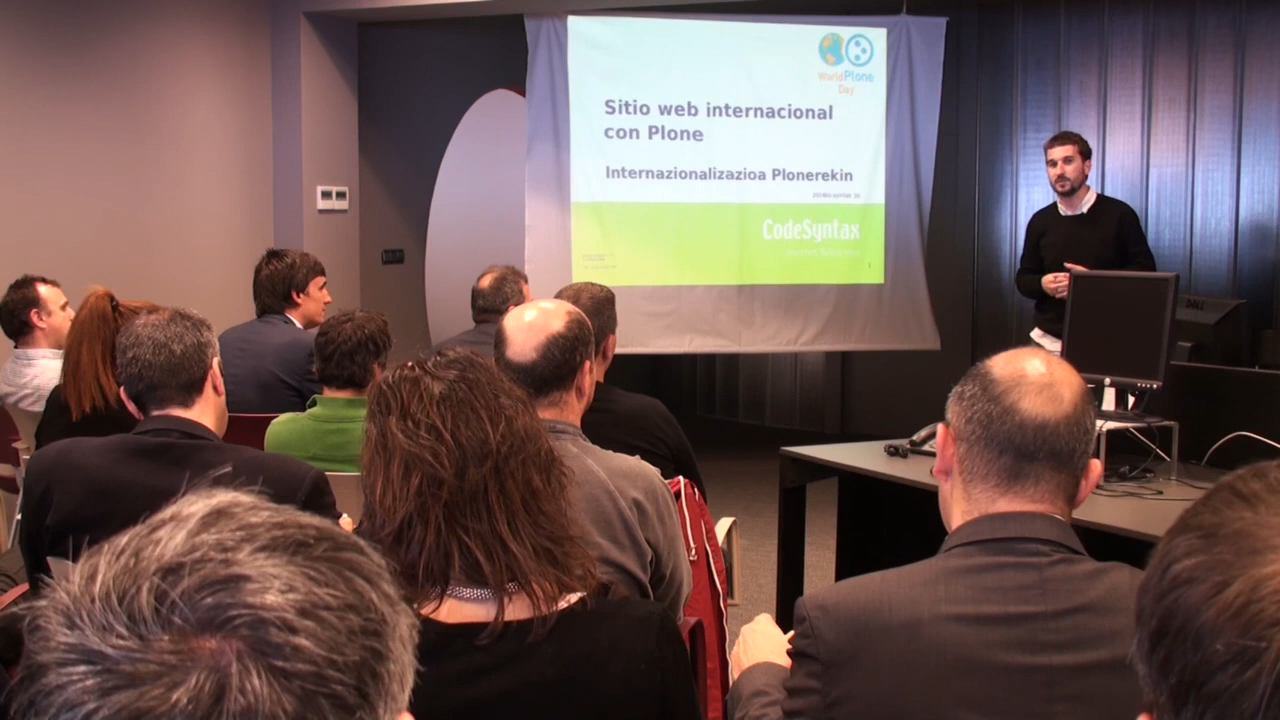 World Plone
Day
Sitio web internacional
con Plone
Internazionalizazioa Plonerekin
CodeSyntax
DELL